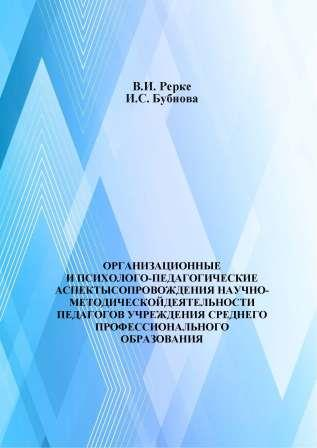 В.И. Рерке
И.С. Бубнова
ОРГАНИЗАЦИОННЫЕ
И ПСИХОЛОГО-ПЕДАГОГИЧЕСКИЕ
АСПЕКТЫСОПРОВОЖДЕНИЯ НАУЧНО-
МЕТОДИЧЕСКОЙДЕЯТЕЛЬНОСТИ
ПЕДАГОГОВ УЧРЕЖДЕНИЯ СРЕДНЕГО
ПРОФЕССИОНАЛЬНОГО
ОБРАЗОВАНИЯ